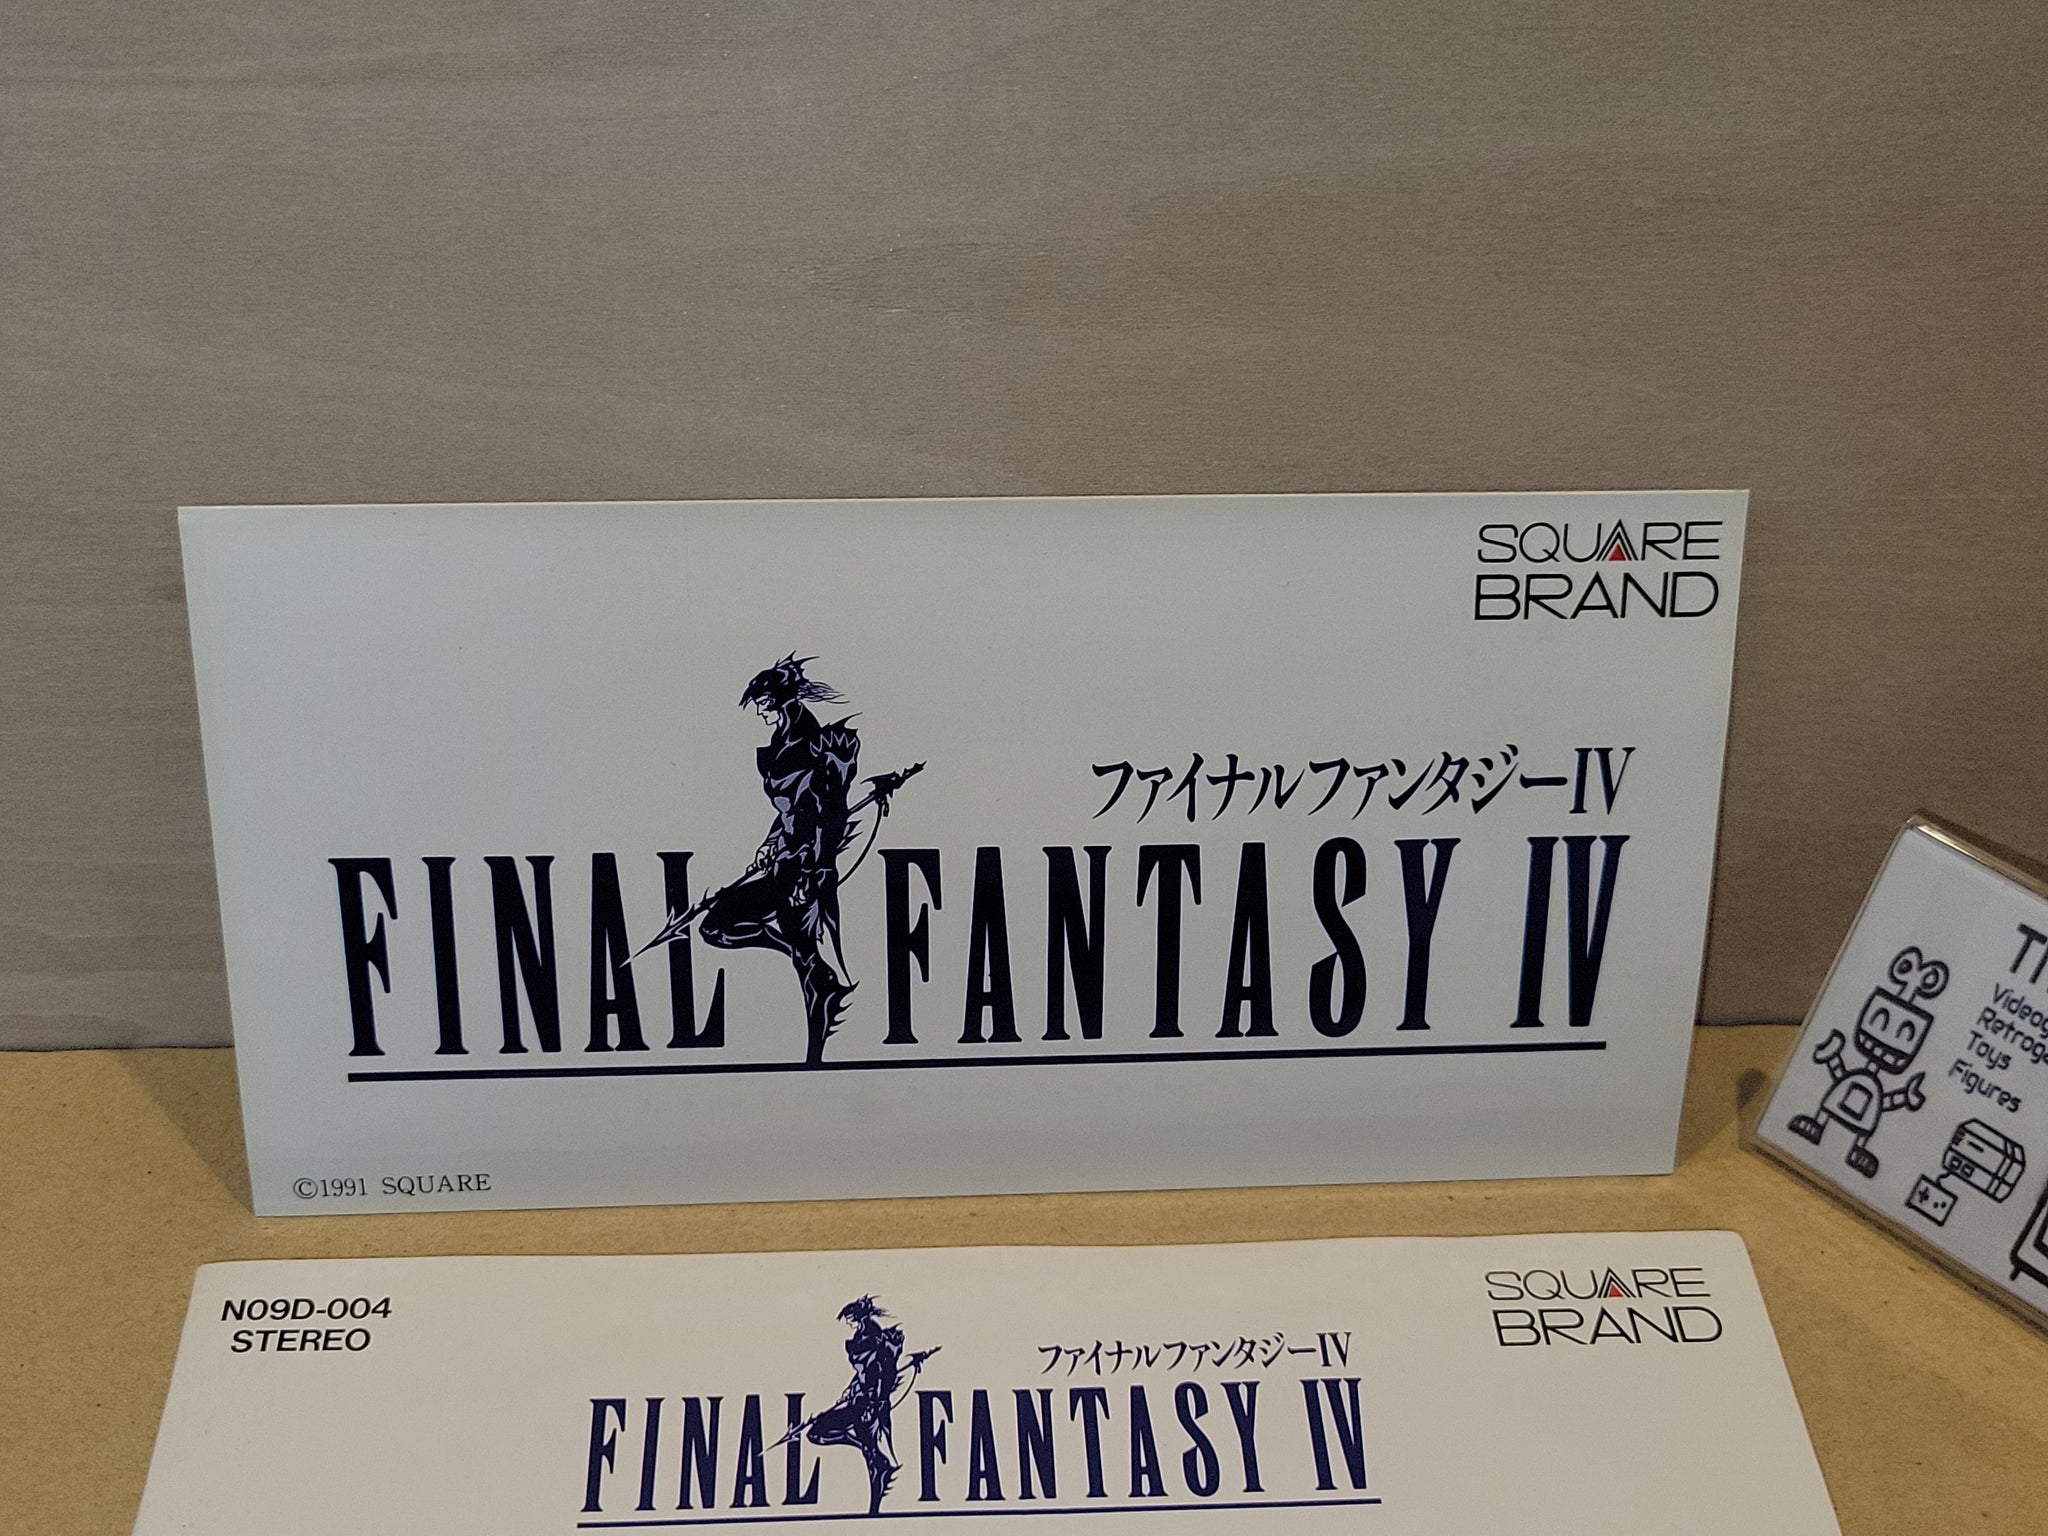 SQUARE
BRAND
ファイナルファンタジーIV
FINAL FANTASY IV
©1991 SQUARE
Toys
Figures
N09D-004
STEREO
SQUARE
BRAND
ファイナルファンタジーIV
FINAL FANTASY IV